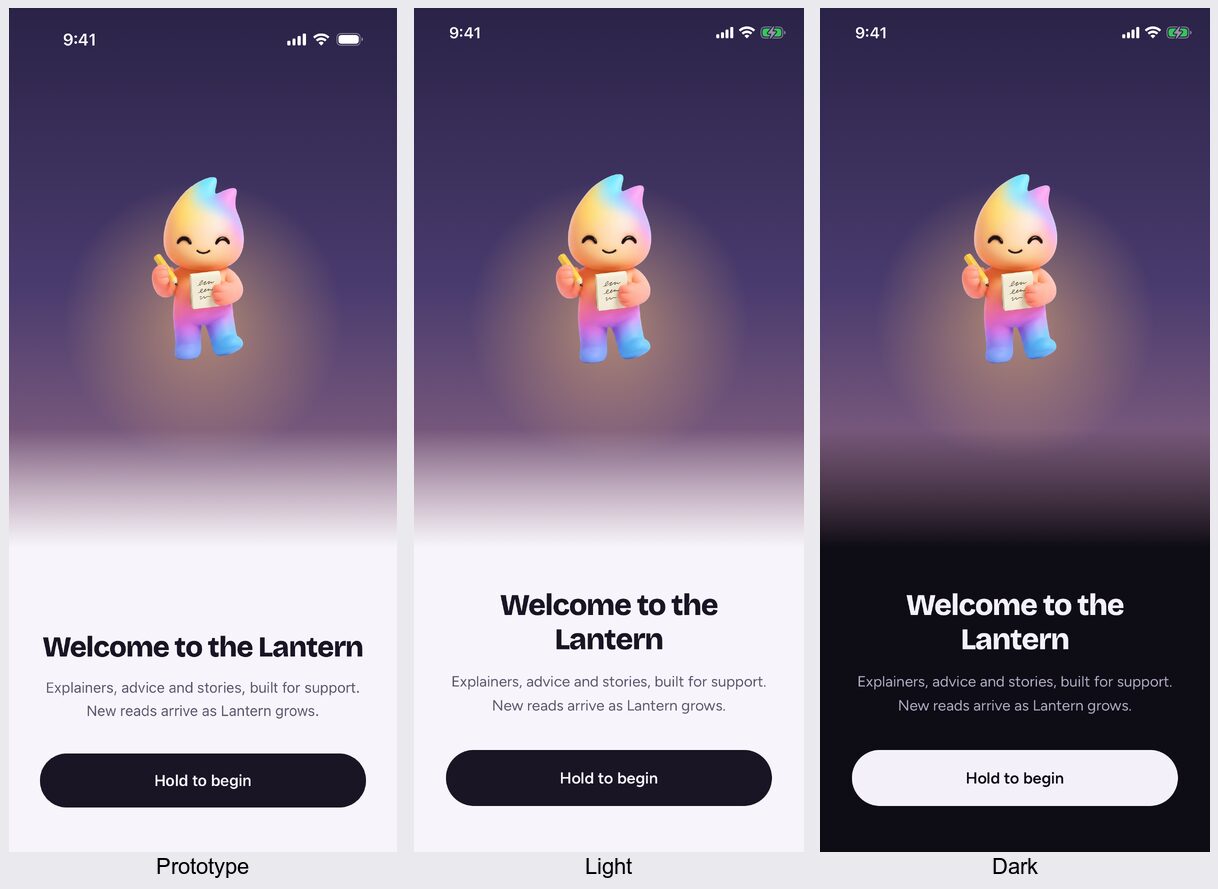 9:41
Welcome to the Lantern
Explainers, advice and stories, built for support.
New reads arrive as Lantern grows.
Hold to begin
Prototype
9:41
Welcome to the
Lantern
Explainers, advice and stories, built for support.
New reads arrive as Lantern grows.
Hold to begin
Light
9:41
Welcome to the
Lantern
Explainers, advice and stories, built for support.
New reads arrive as Lantern grows.
Hold to begin
Dark